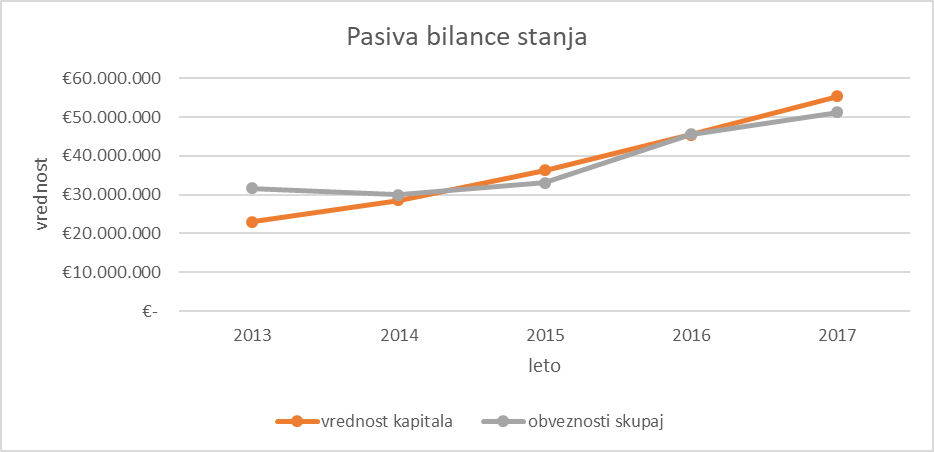 Pasiva bilance stanja
€60.000.000
€50.000.000
€40.000.000
€30.000.000
€20.000.000
€10.000.000
€-
vrednost
2013 2014 2015 2016 2017
leto
vrednost kapitala obveznosti skupaj